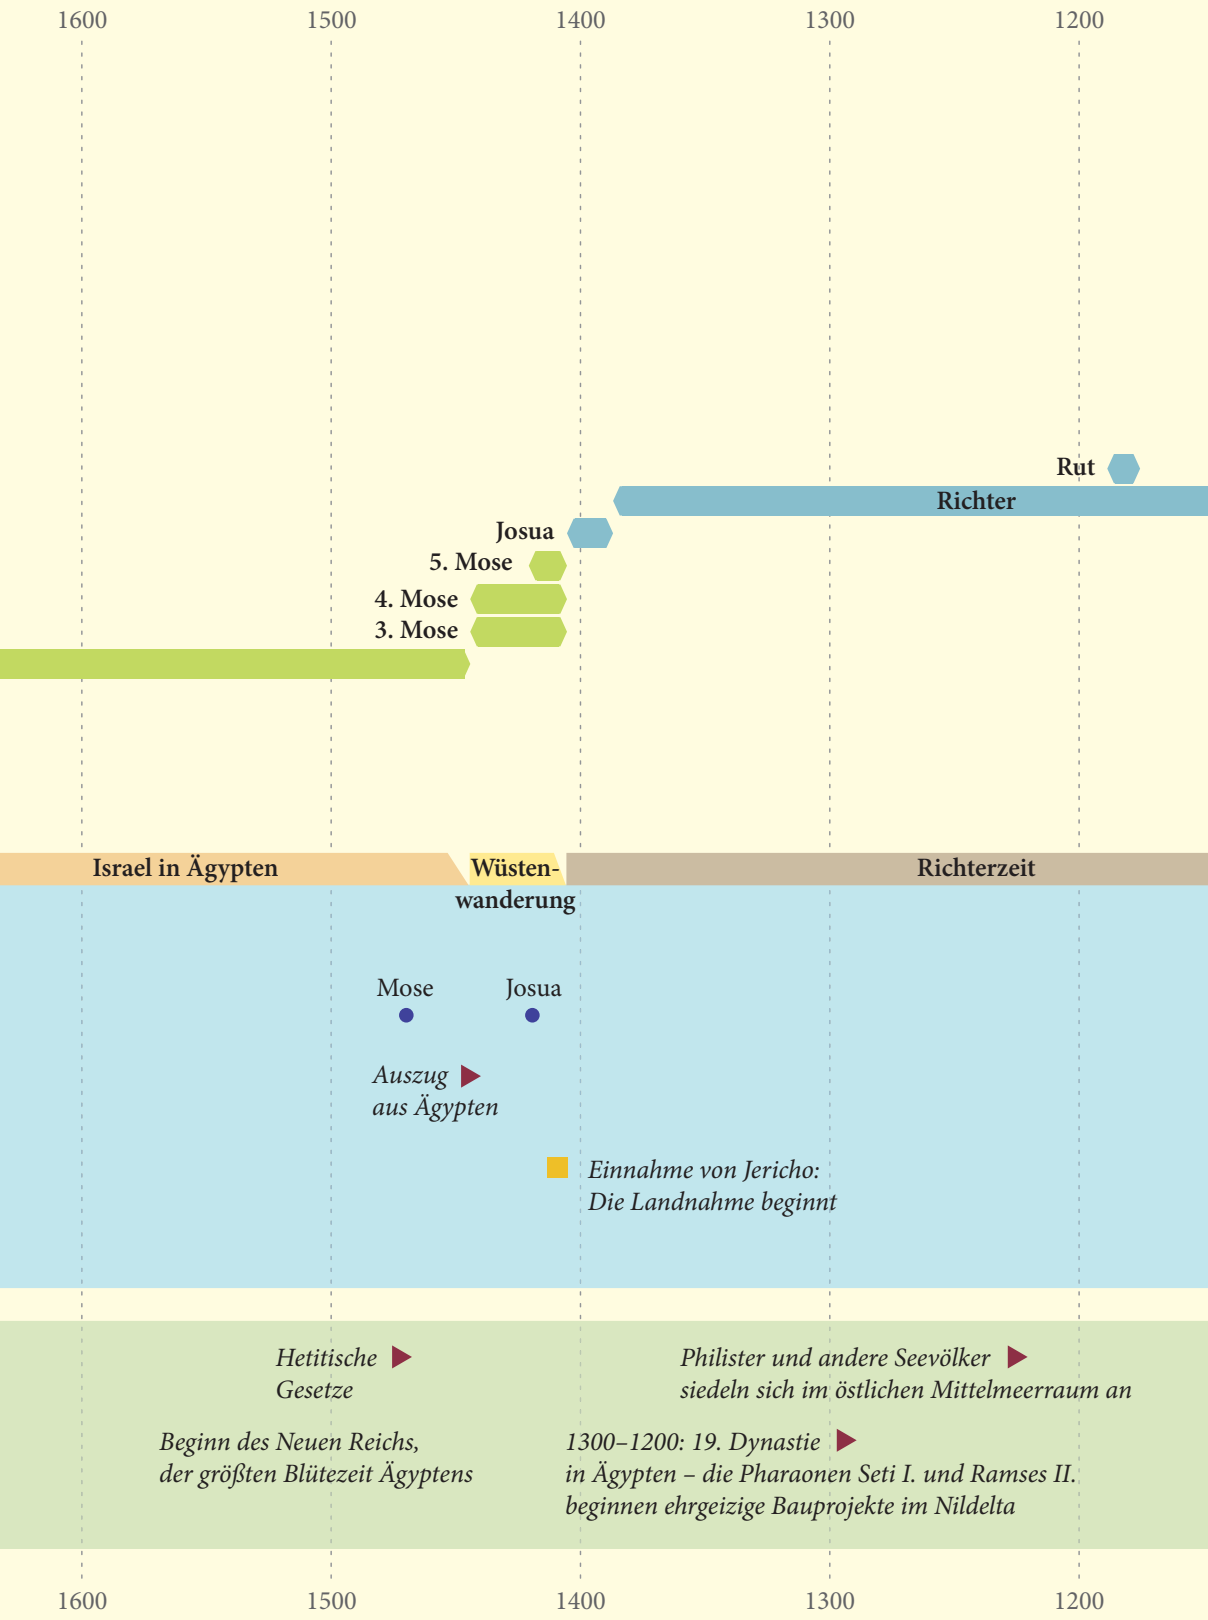 1600 1500 1400 1300 1200
Rut
Richter
Josua
5. Mose
4. Mose
3. Mose
Israel in Ägypten
Wüsten-
wanderung
Richterzeit
Mose
Josua
Auszug
aus Ägypten
Einnahme von Jericho:
Die Landnahme beginnt
Hetitische
Gesetze
Philister und andere Seevölker
siedeln sich im östlichen Mittelmeerraum an
Beginn des Neuen Reichs,
der größten Blütezeit Ägyptens
1300–1200: 19. Dynastie
in Ägypten – die Pharaonen Seti I. und Ramses II.
beginnen ehrgeizige Bauprojekte im Nildelta
1600 1500 1400 1300 1200